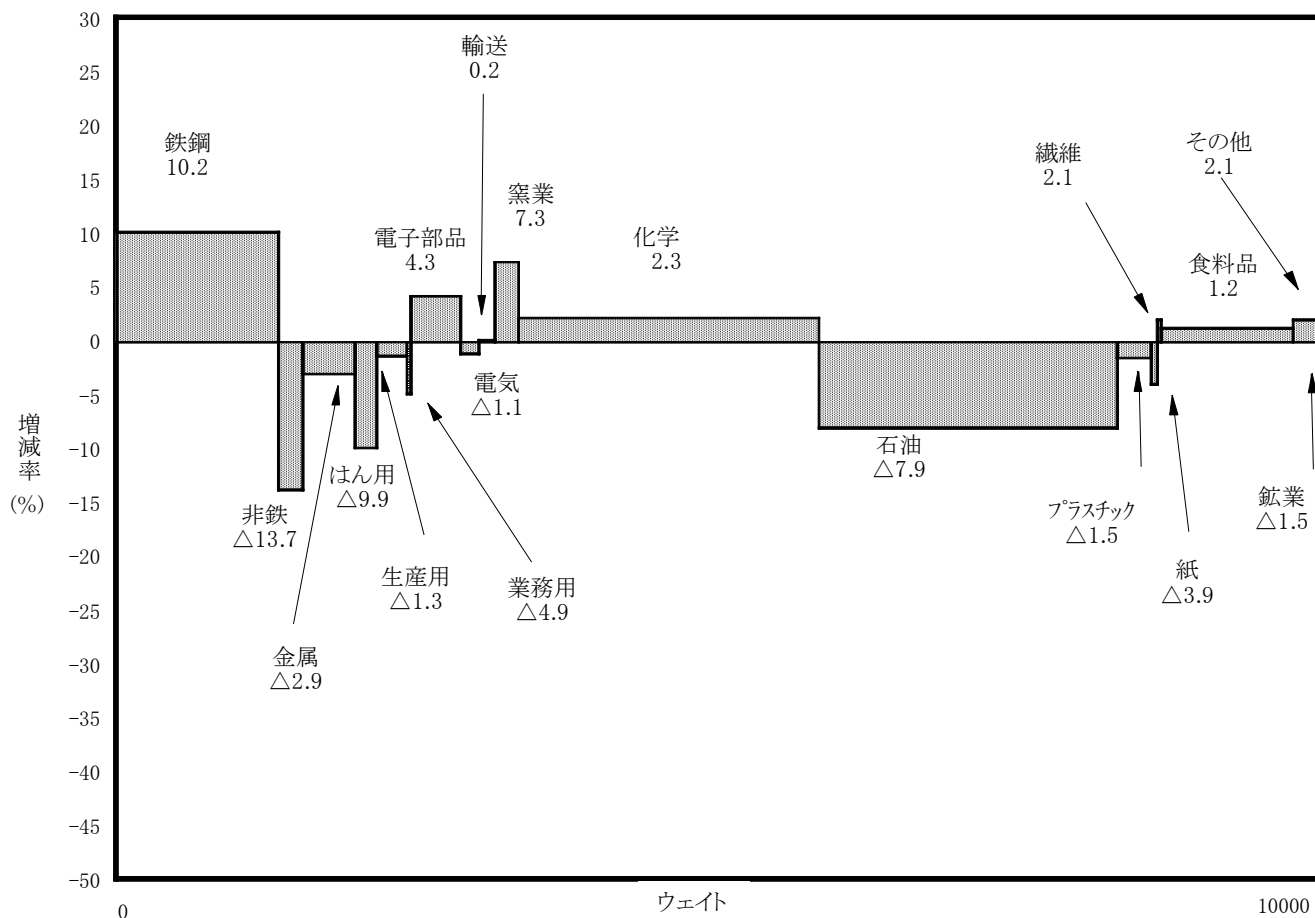 30
25
20
15
10
5
0
-5
-10
-15
-20
-25
-30
-35
-40
-45
-50
増減率
(%)
鉄鋼
10.2
非鉄
△13.7
金属
△2.9
はん用
△9.9
生産用
△1.3
業務用
△4.9
電子部品
4.3
電気
△1.1
輸送
0.2
窯業
7.3
化学
2.3
石油
△7.9
プラスチック
△1.5
紙
△3.9
繊維
2.1
食料品
1.2
その他
2.1
鉱業
△1.5
0
ウェイト
10000